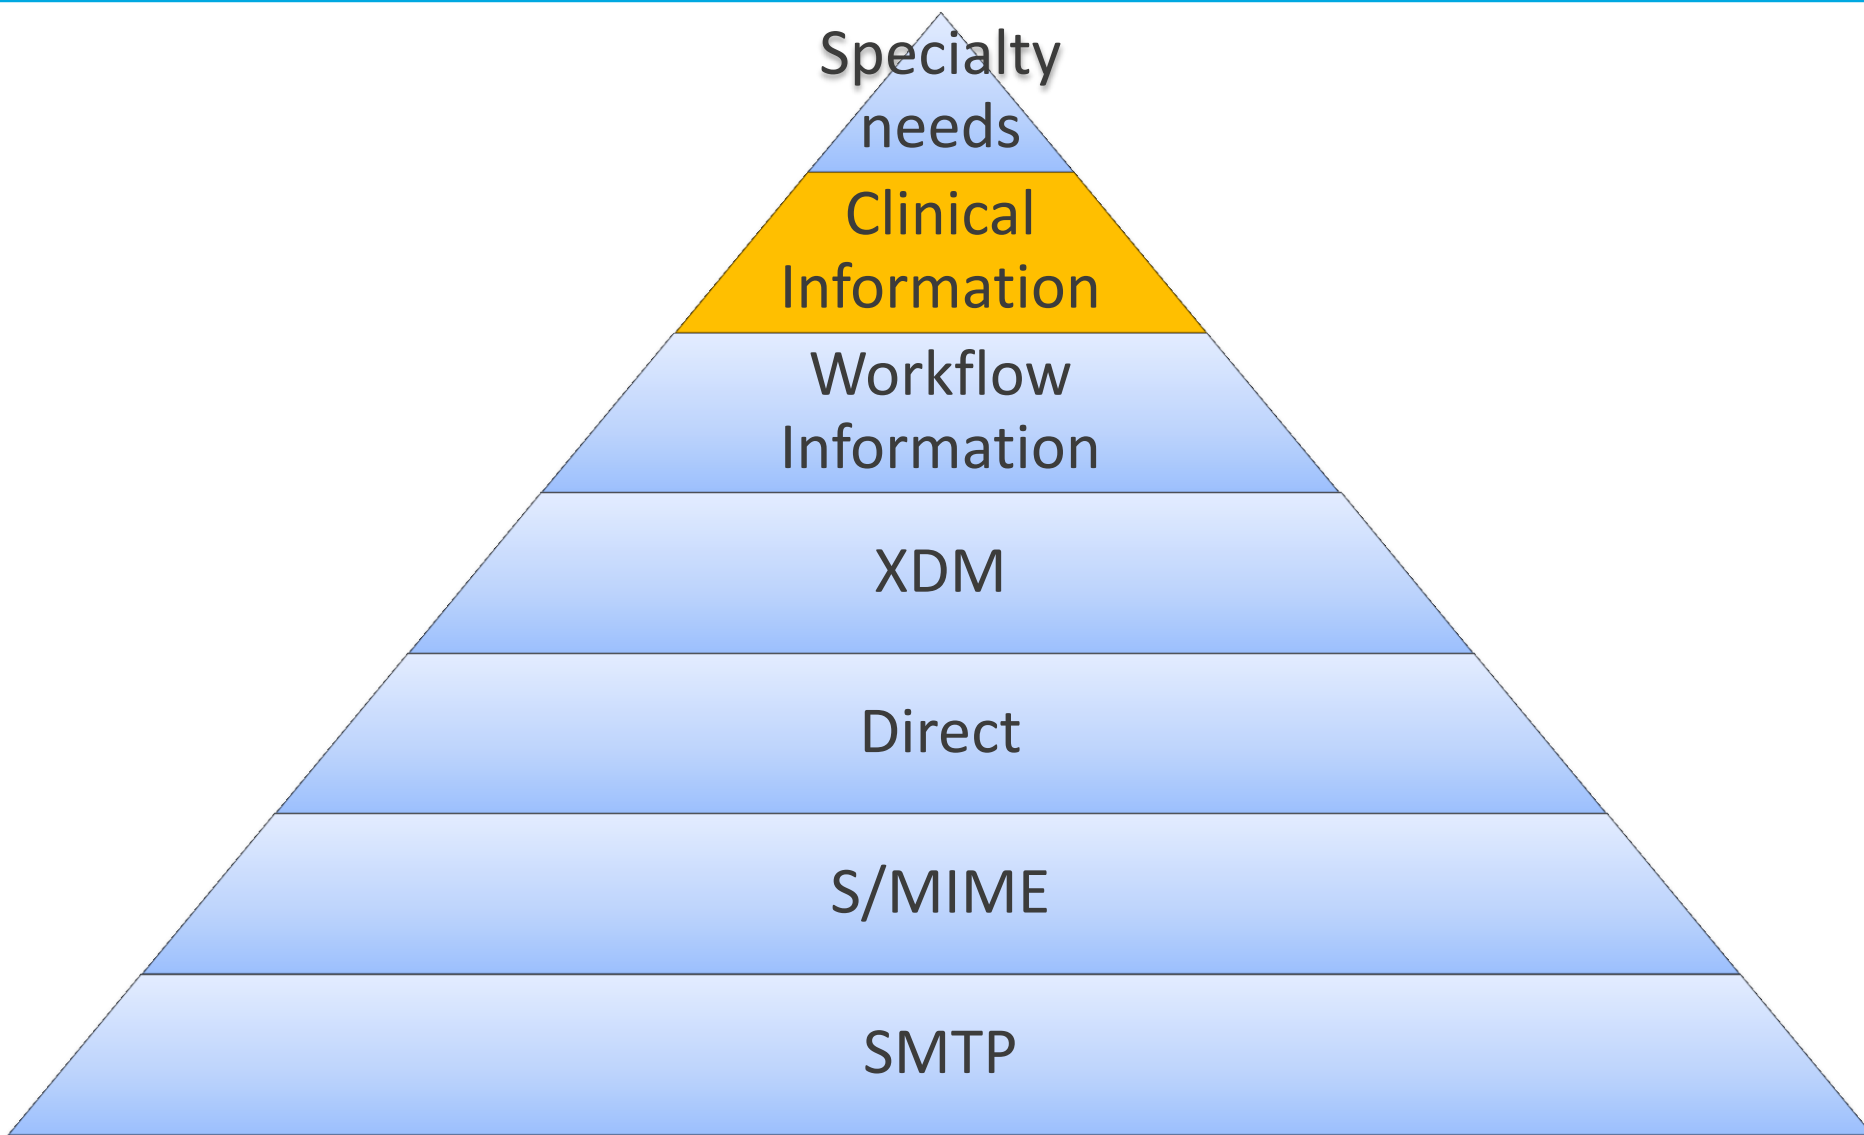 Specialty
needs
Clinical
Information
Workflow
Information
XDM
Direct
S/MIME
SMTP